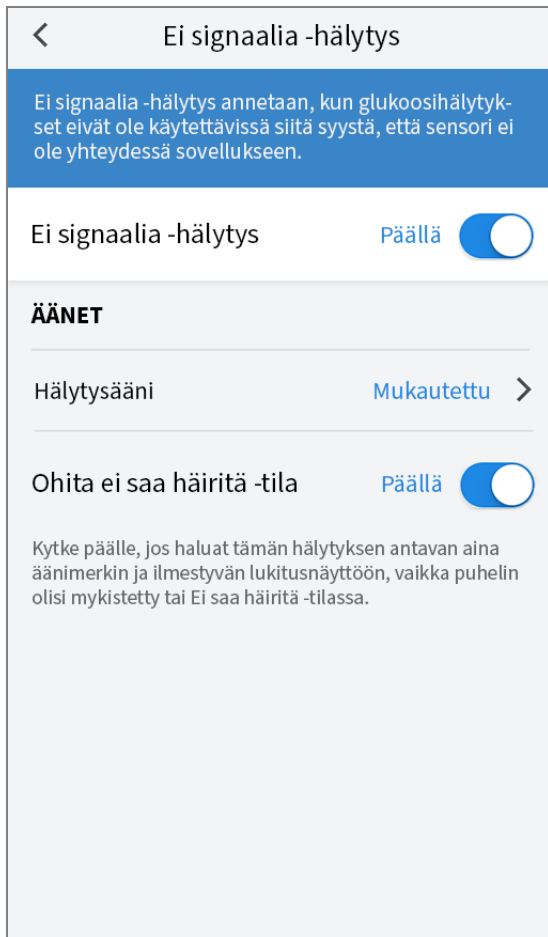 Ei signaalia -hälytys
Ei signaalia -hälytys annetaan, kun glukoosihälytyk-
set eivät ole käytettävissä siitä syystä, että sensori ei
ole yhteydessä sovellukseen.
Ei signaalia -hälytys Päällä
ÄÄNET
Hälytysääni Mukautettu
Ohita ei saa häiritä -tila Päällä
Kytke päälle, jos haluat tämän hälytyksen antavan aina
äänimerkin ja ilmestyvän lukitusnäyttöön, vaikka puhelin
olisi mykistetty tai Ei saa häiritä -tilassa.